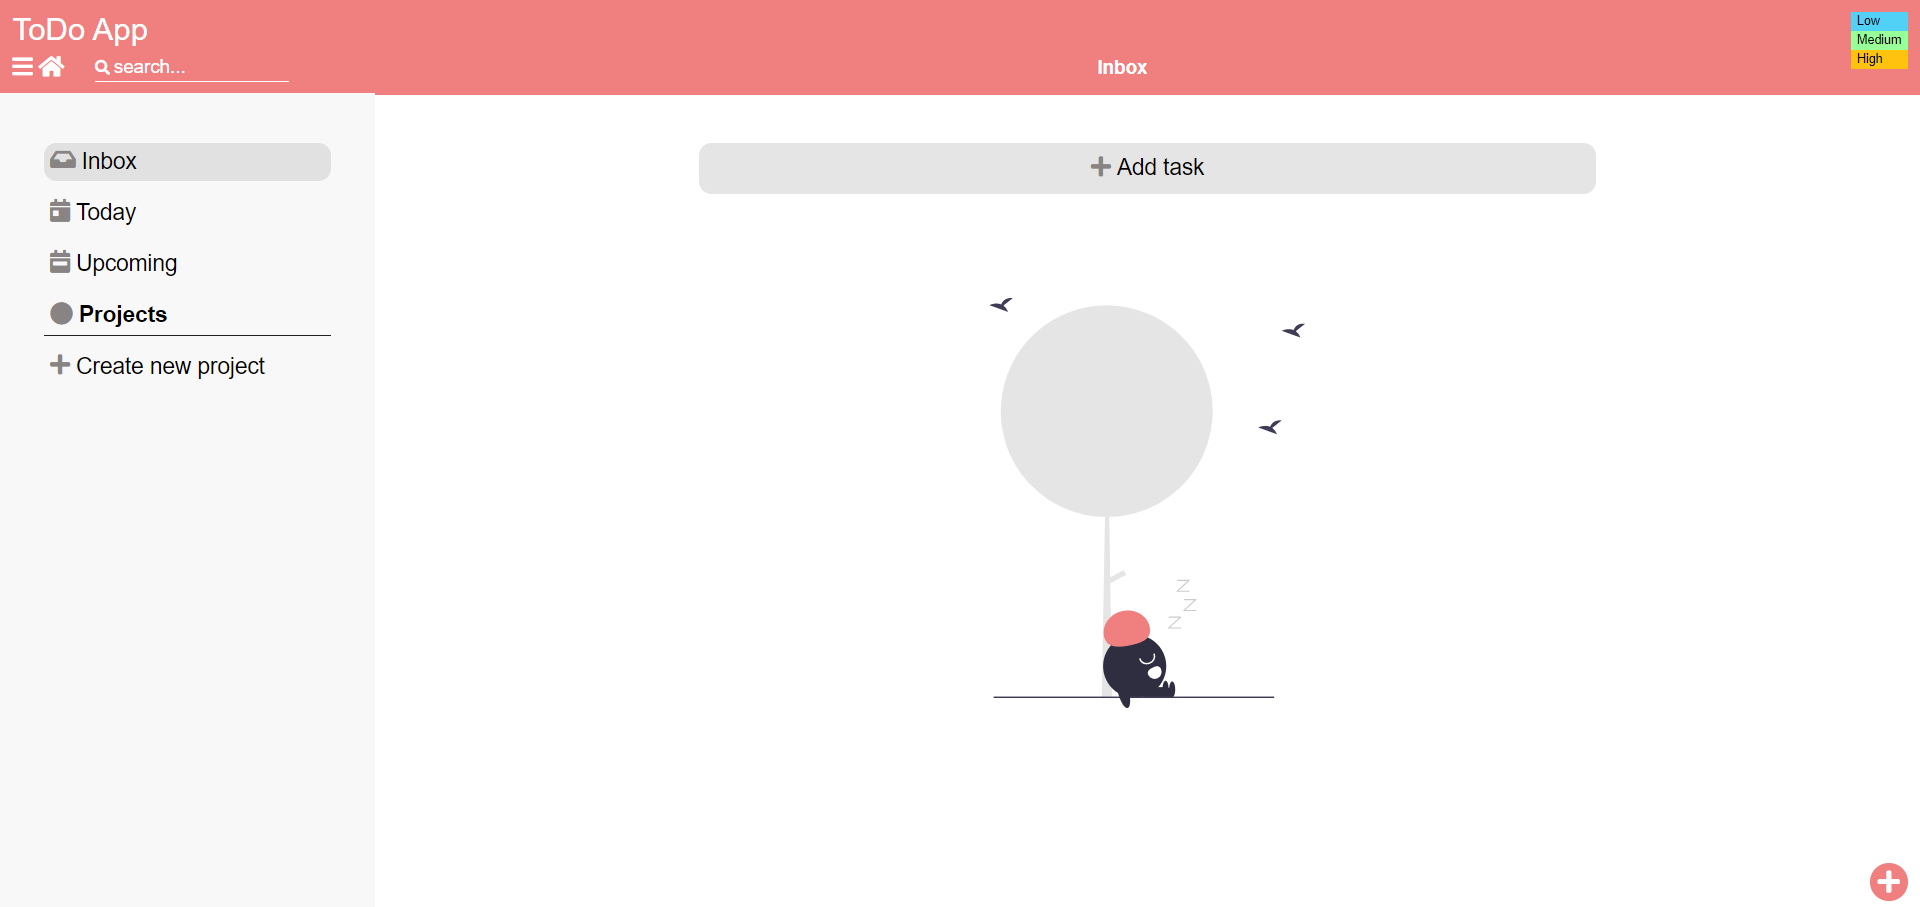 ToDo App
search...
Inbox
Low
Medium
High
Inbox
Today
Upcoming
Projects
Create new project
Add task
Z
Z
Z